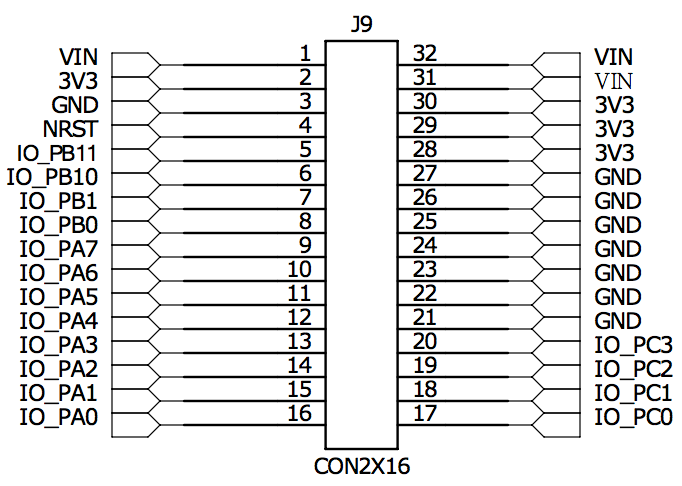 J9
VIN 1 32 VIN
3V3 2 31 VIN
GND 3 30 3V3
NRST 4 29 3V3
IO_PB11 5 28 3V3
IO_PB10 6 27 GND
IO_PB1 7 26 GND
IO_PB0 8 25 GND
IO_PA7 9 24 GND
IO_PA6 10 23 GND
IO_PA5 11 22 GND
IO_PA4 12 21 GND
IO_PA3 13 20 IO_PC3
IO_PA2 14 19 IO_PC2
IO_PA1 15 18 IO_PC1
IO_PA0 16 17 IO_PC0
CON2X16